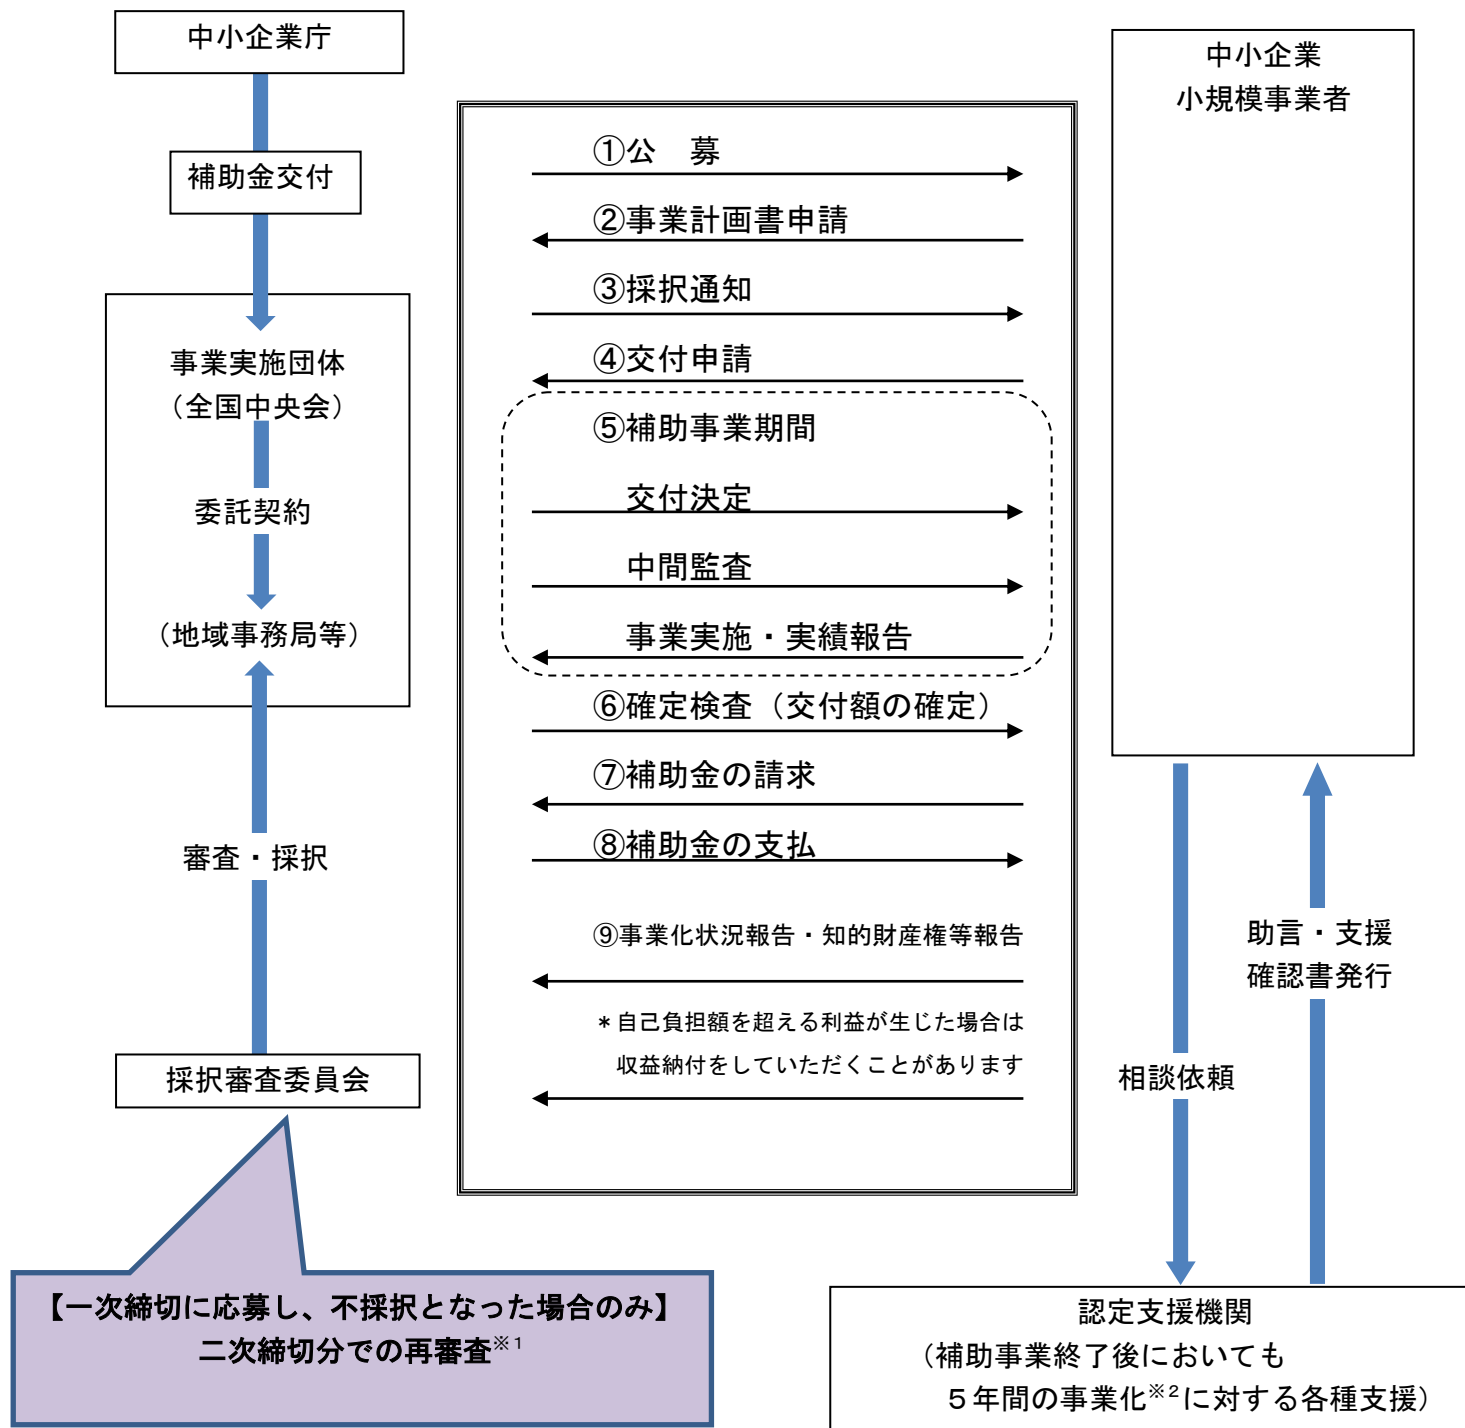 中小企業庁
補助金交付
事業実施団体
（全国中央会）
委託契約
（地域事務局等）
審査・採択
採択審査委員会
【一次締切に応募し、不採択となった場合のみ】
二次締切分での再審査※1
①公　募
②事業計画書申請
③採択通知
④交付申請
⑤補助事業期間
交付決定
中間監査
事業実施・実績報告
⑥確定検査（交付額の確定）
⑦補助金の請求
⑧補助金の支払
⑨事業化状況報告・知的財産権等報告
＊自己負担額を超える利益が生じた場合は
収益納付をしていただくことがあります
中小企業
小規模事業者
相談依頼
助言・支援
確認書発行
認定支援機関
（補助事業終了後においても
５年間の事業化※2に対する各種支援）